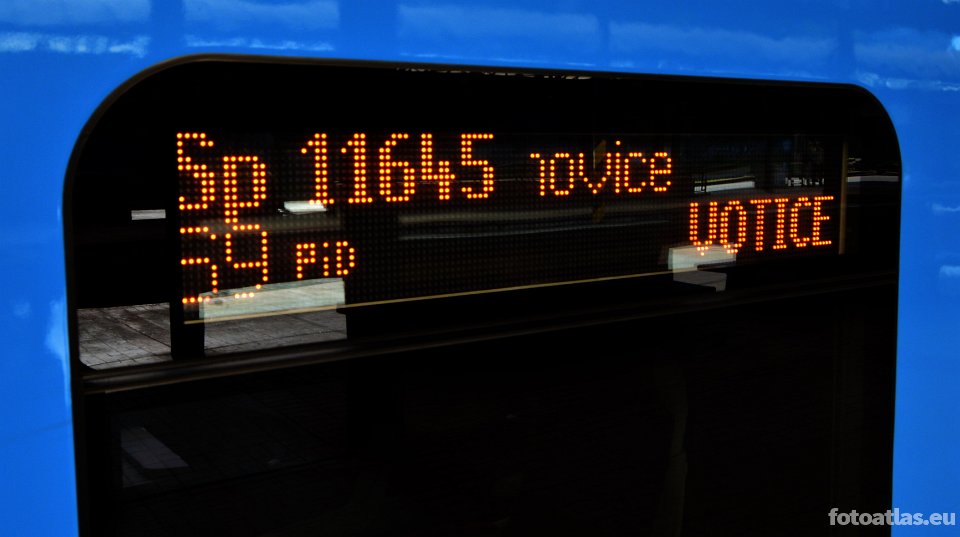 Sp 11645
VOTICE
S9 PiD
fotoatlas.eu